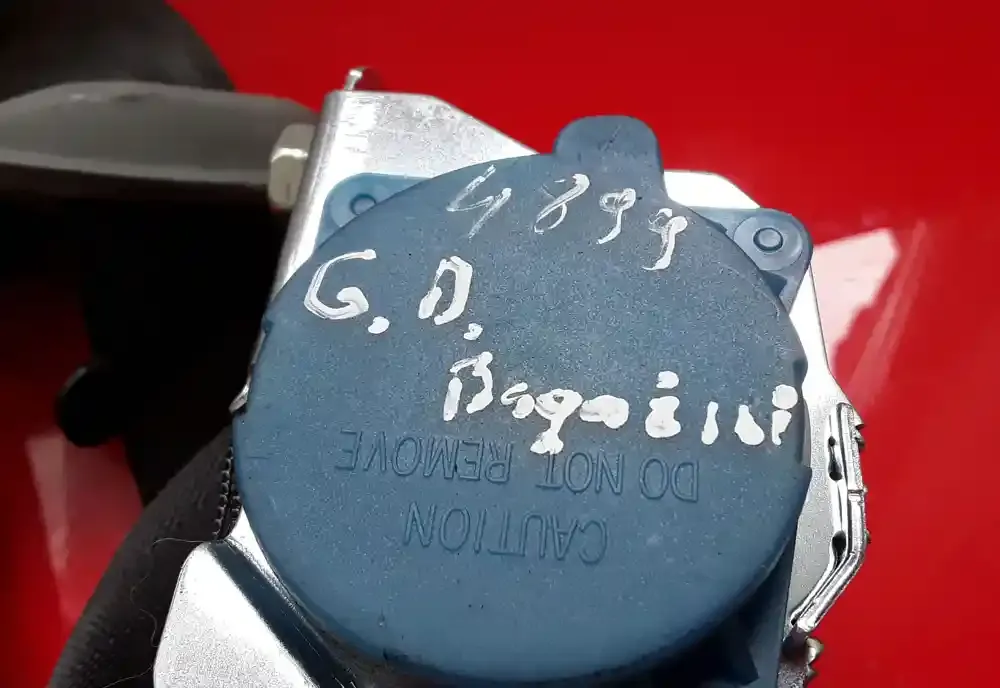 4899
G. D.
CAUTION
DO NOT REMOVE